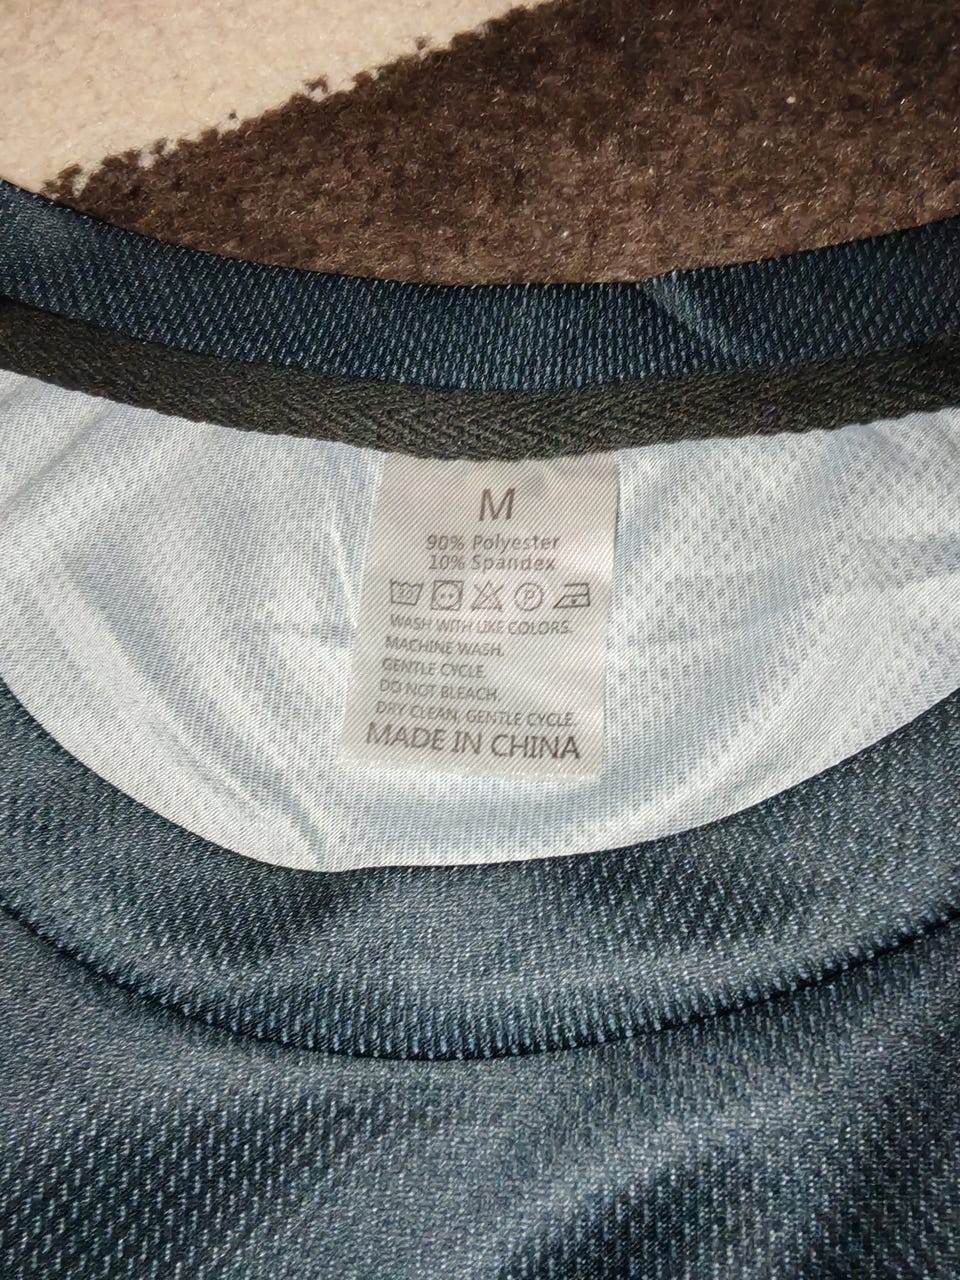 M
90% Polyester
10% Spandex
30 P
WASH WITH LIKE COLORS.
MACHINE WASH.
GENTLE CYCLE.
DO NOT BLEACH.
DRY CLEAN, GENTLE CYCLE.
MADE IN CHINA